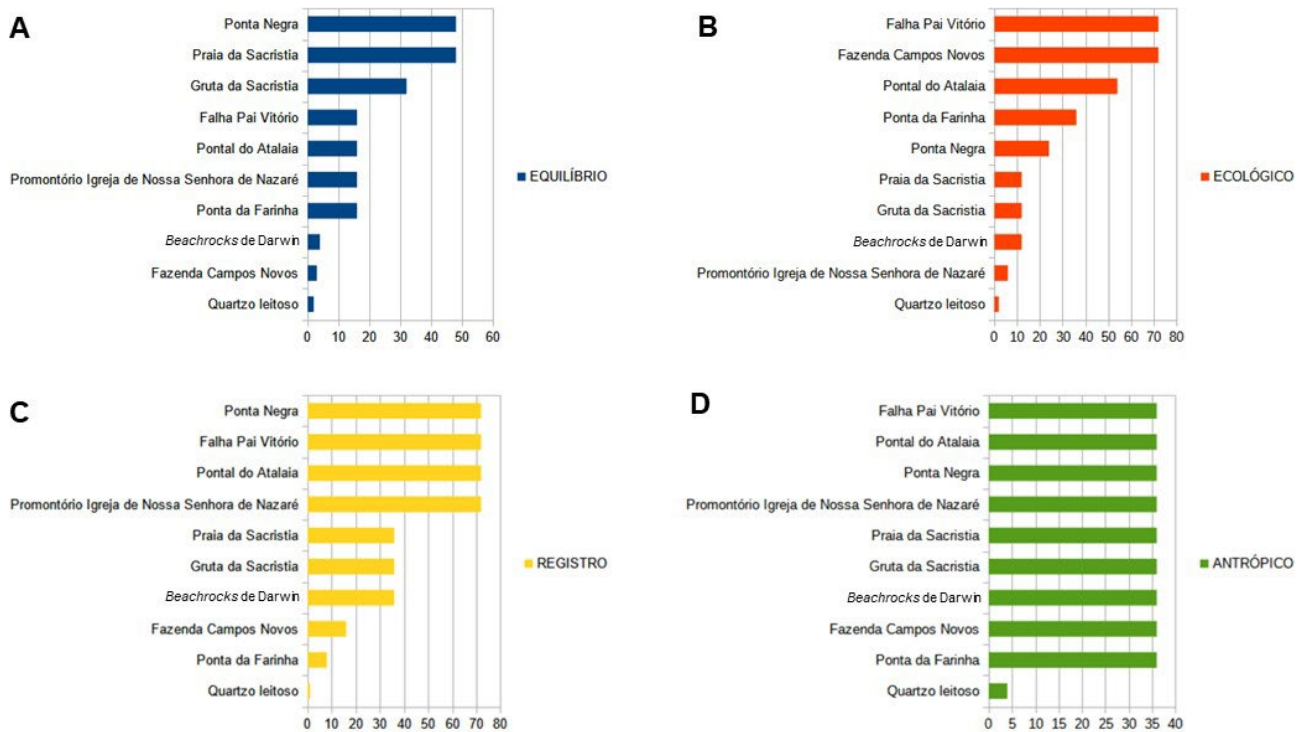 A
Ponta Negra
Praia da Sacristia
Gruta da Sacristia
Falha Pai Vitório
Pontal do Atalaia
Promontório Igreja de Nossa Senhora de Nazaré
Ponta da Farinha
Beachrocks de Darwin
Fazenda Campos Novos
Quartzo leitoso
0 10 20 30 40 50 60
EQUILÍBRIO
B
Falha Pai Vitório
Fazenda Campos Novos
Pontal do Atalaia
Ponta da Farinha
Ponta Negra
Praia da Sacristia
Gruta da Sacristia
Beachrocks de Darwin
Promontório Igreja de Nossa Senhora de Nazaré
Quartzo leitoso
0 10 20 30 40 50 60 70 80
ECOLÓGICO
C
Ponta Negra
Falha Pai Vitório
Pontal do Atalaia
Promontório Igreja de Nossa Senhora de Nazaré
Praia da Sacristia
Gruta da Sacristia
Beachrocks de Darwin
Fazenda Campos Novos
Ponta da Farinha
Quartzo leitoso
0 10 20 30 40 50 60 70 80
REGISTRO
D
Falha Pai Vitório
Pontal do Atalaia
Ponta Negra
Promontório Igreja de Nossa Senhora de Nazaré
Praia da Sacristia
Gruta da Sacristia
Beachrocks de Darwin
Fazenda Campos Novos
Ponta da Farinha
Quartzo leitoso
0 5 10 15 20 25 30 35 40
ANTRÓPICO